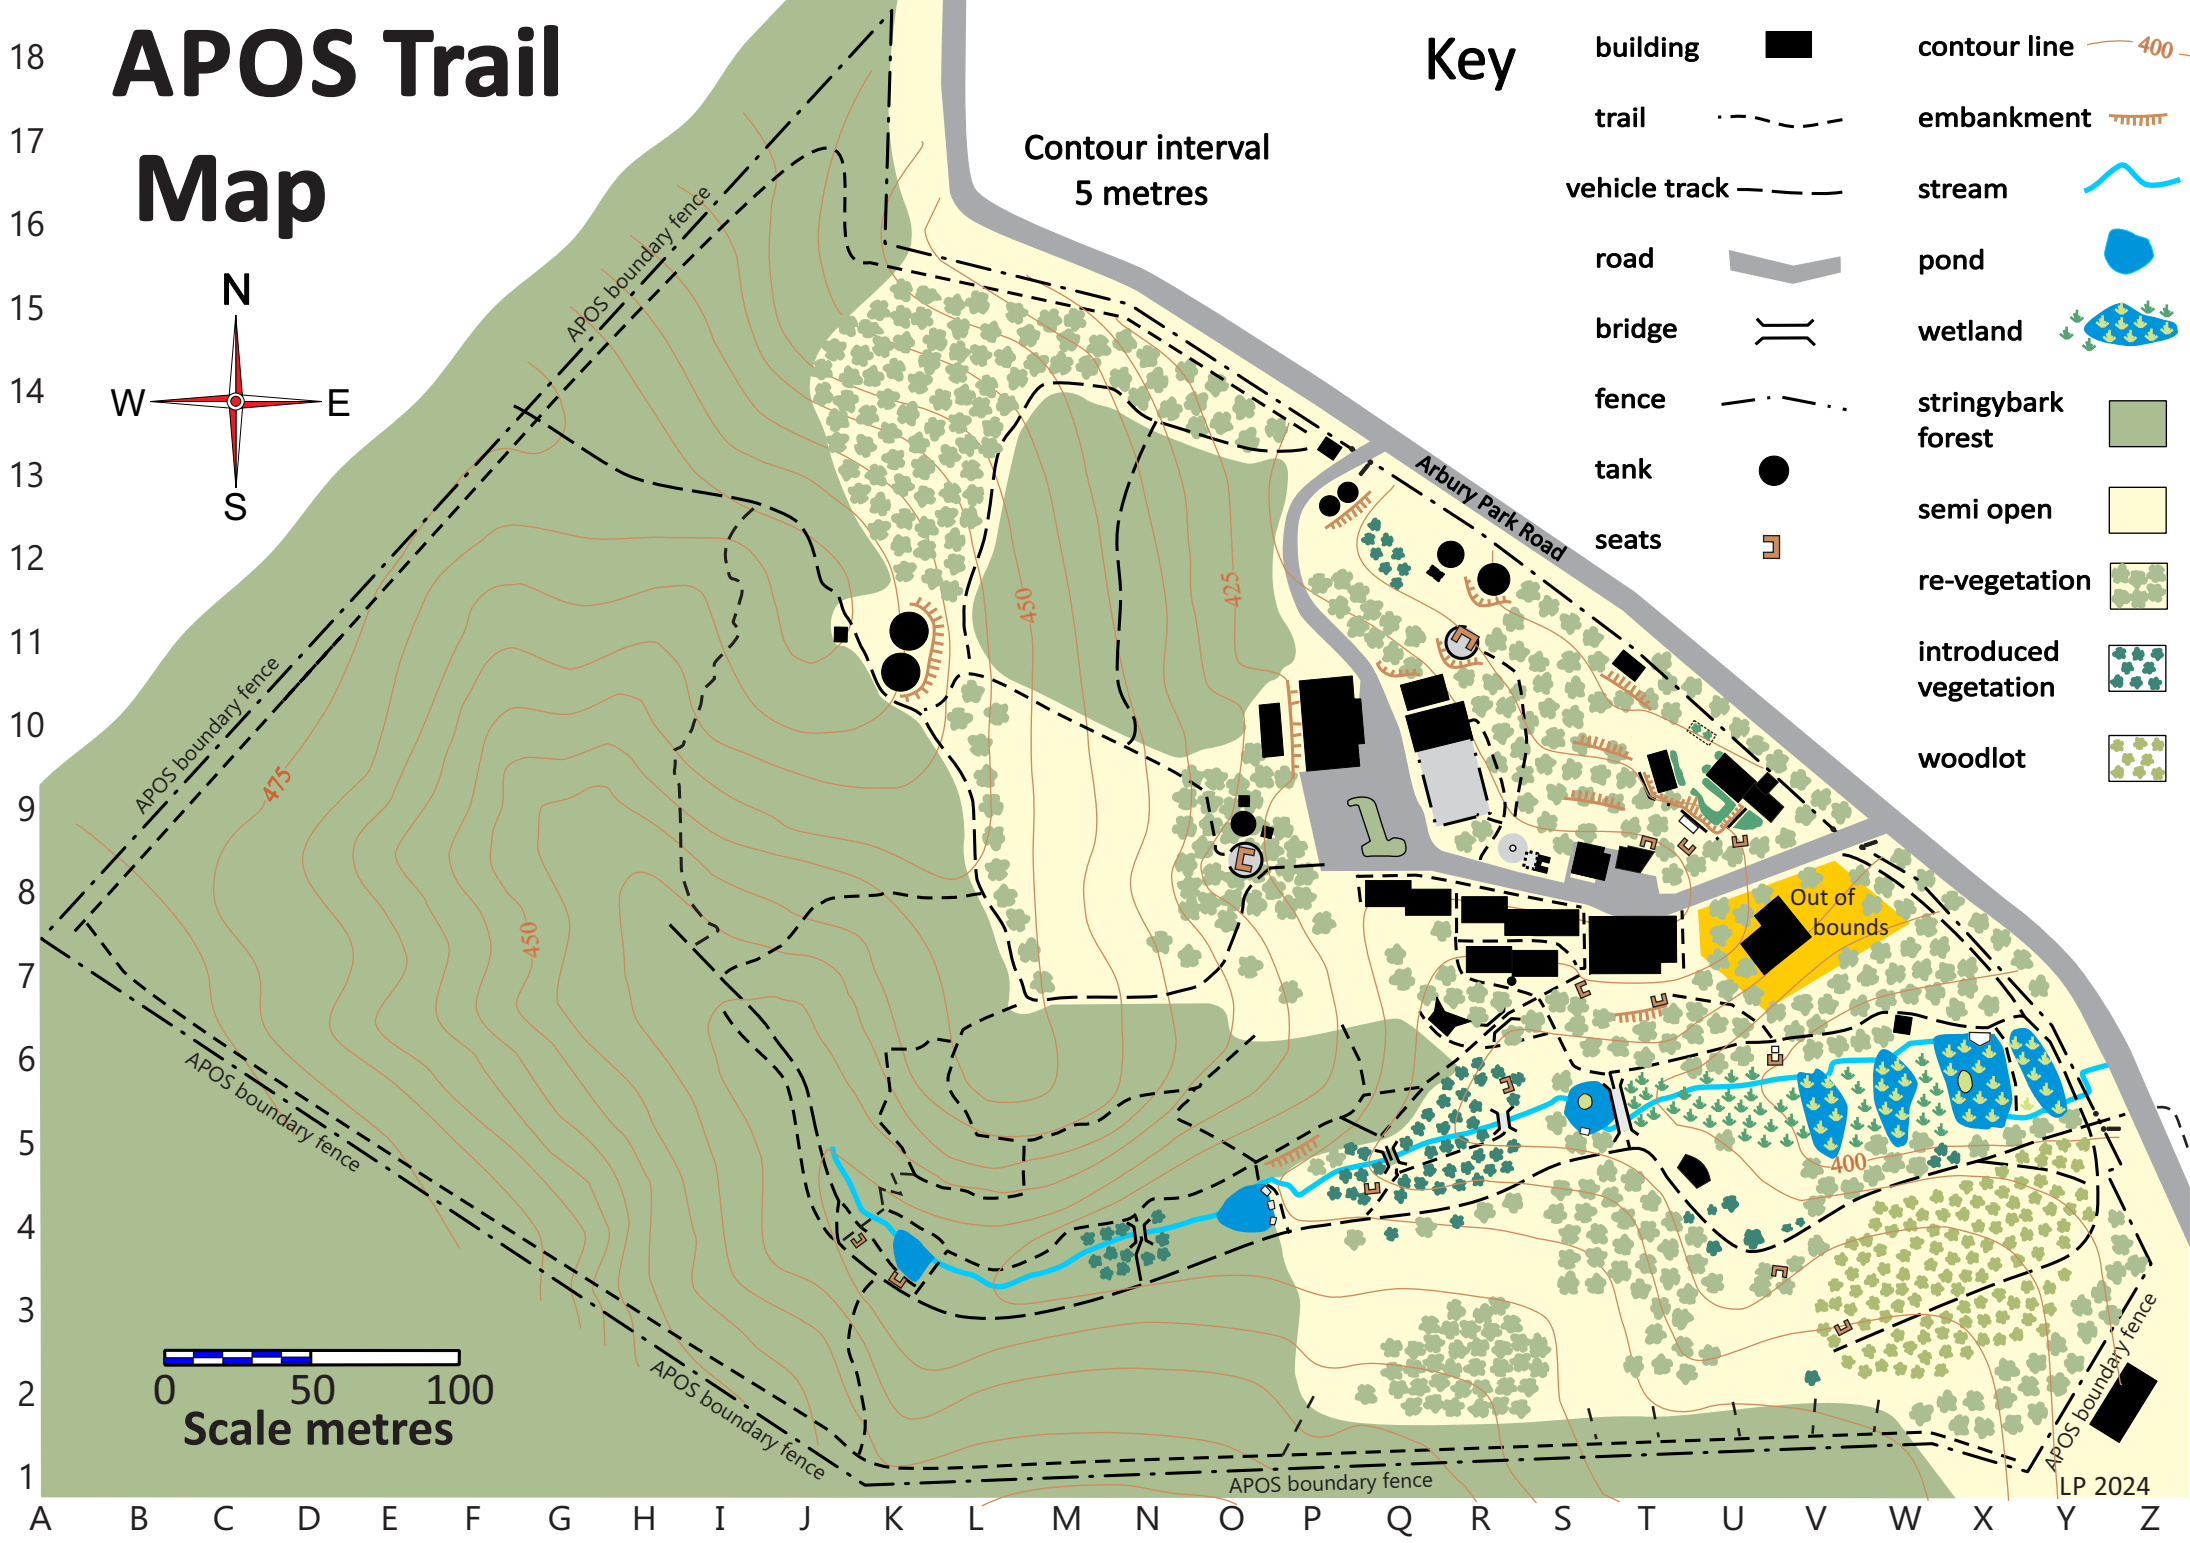 APOS Trail
Map
Key
Contour interval
5 metres
building
trail
vehicle track
road
bridge
fence
tank
seats
contour line
400
embankment
stream
pond
wetland
stringybark
forest
semi open
re-vegetation
introduced
vegetation
woodlot
N
W
E
S
18
17
16
15
14
13
12
11
10
9
8
7
6
5
4
3
2
1
APOS boundary fence
APOS boundary fence
APOS boundary fence
APOS boundary fence
APOS boundary fence
APOS boundary fence
Arbury Park Road
475
450
450
425
400
Out of
bounds
0 50 100
Scale metres
LP 2024
A B C D E F G H I J K L M N O P Q R S T U V W X Y Z